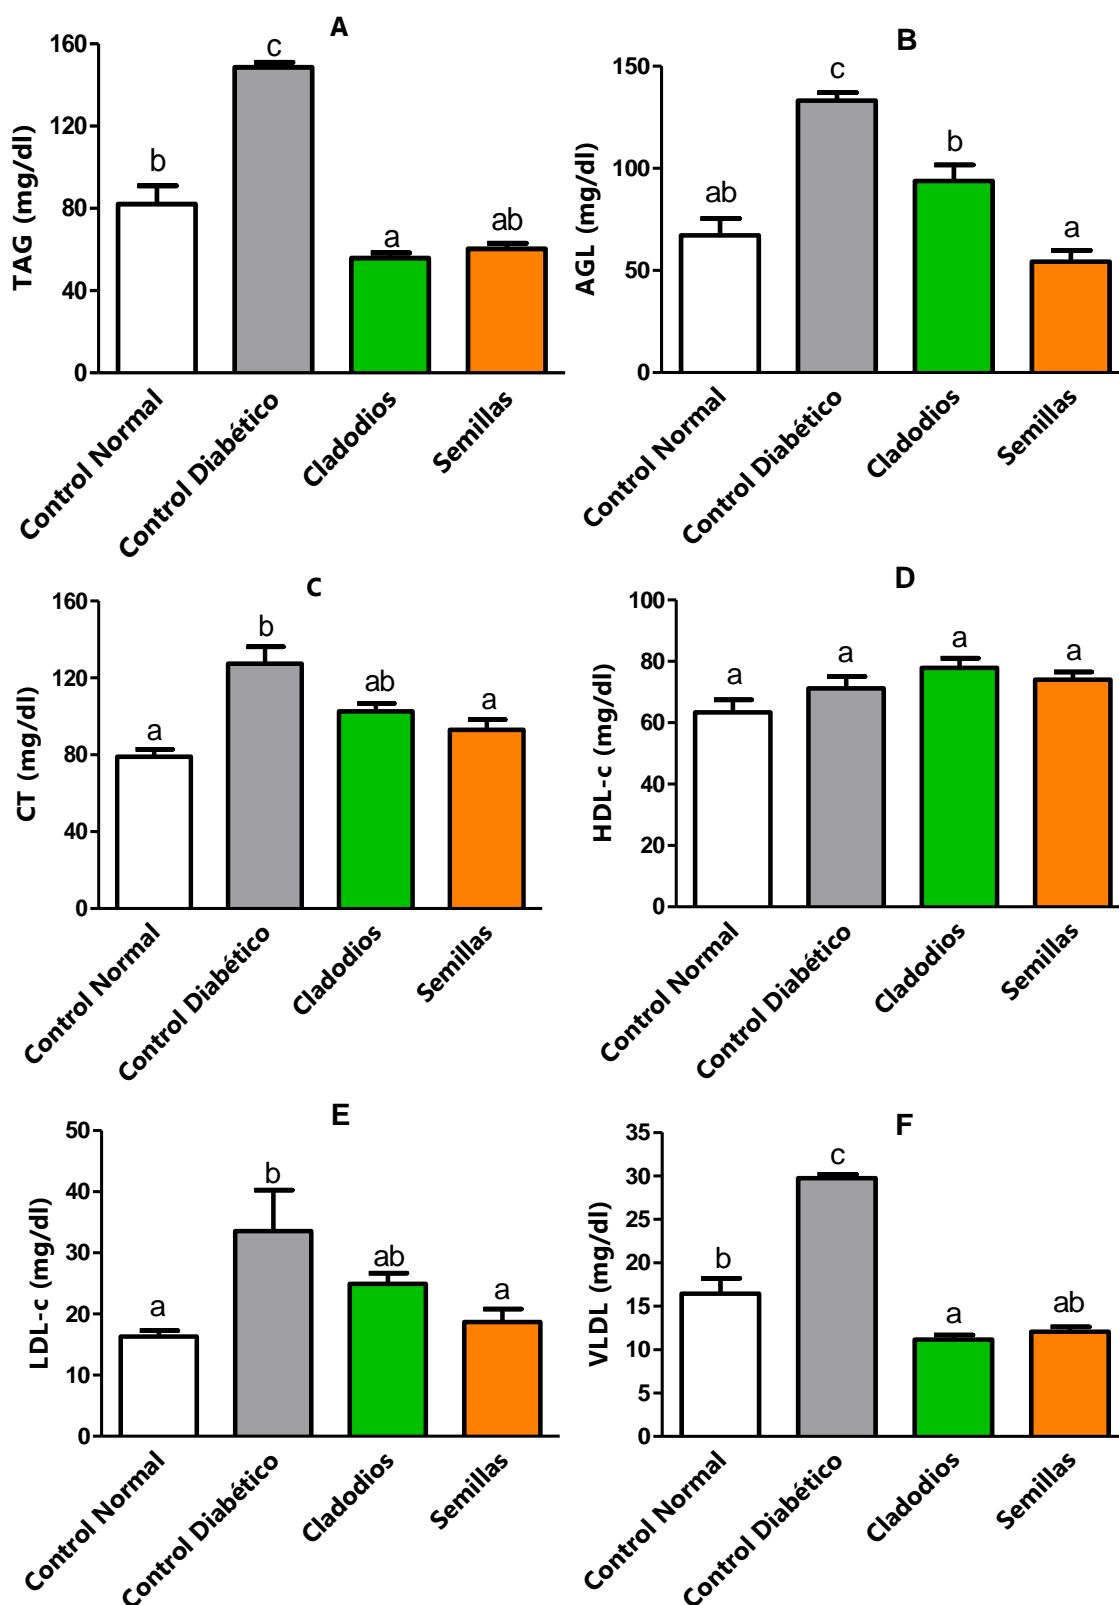 A
TAG (mg/dl)
160
120
80
40
0
b
c
a
ab
Control Normal
Control Diabético
Cladodios
Semillas
B
AGL (mg/dl)
150
100
50
0
ab
c
b
a
Control Normal
Control Diabético
Cladodios
Semillas
C
CT (mg/dl)
160
120
80
40
0
a
b
ab
a
Control Normal
Control Diabético
Cladodios
Semillas
D
HDL-c (mg/dl)
100
80
60
40
20
0
a
a
a
a
Control Normal
Control Diabético
Cladodios
Semillas
E
LDL-c (mg/dl)
50
40
30
20
10
0
a
b
ab
a
Control Normal
Control Diabético
Cladodios
Semillas
F
VLDL (mg/dl)
35
30
25
20
15
10
5
0
b
c
a
ab
Control Normal
Control Diabético
Cladodios
Semillas